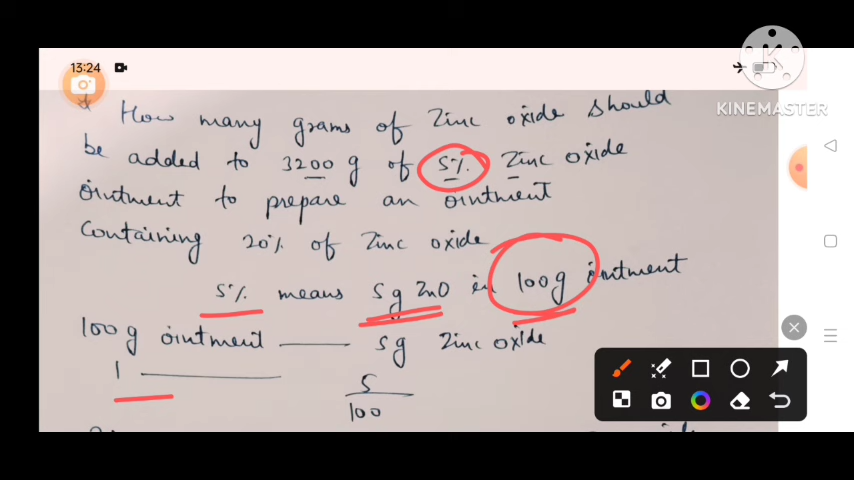 13:24
KINEMASTER
How many grams of Zinc oxide should
be added to 3200 g of 5% Zinc oxide
ointment to prepare an ointment
Containing 20% of Zinc oxide
5% means 5g ZnO in 100g ointment
100g ointment — 5g Zinc oxide
1 — 5/100